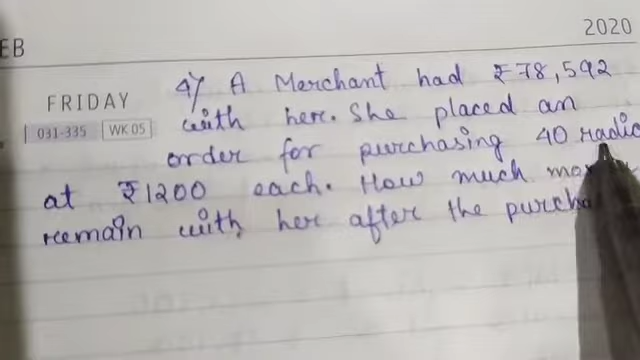 2020
EB
FRIDAY
031-335 WK 05
4) A Merchant had ₹78,592
with her. She placed an
order for purchasing 40 radio
at ₹1200 each. How much
remain with her after the